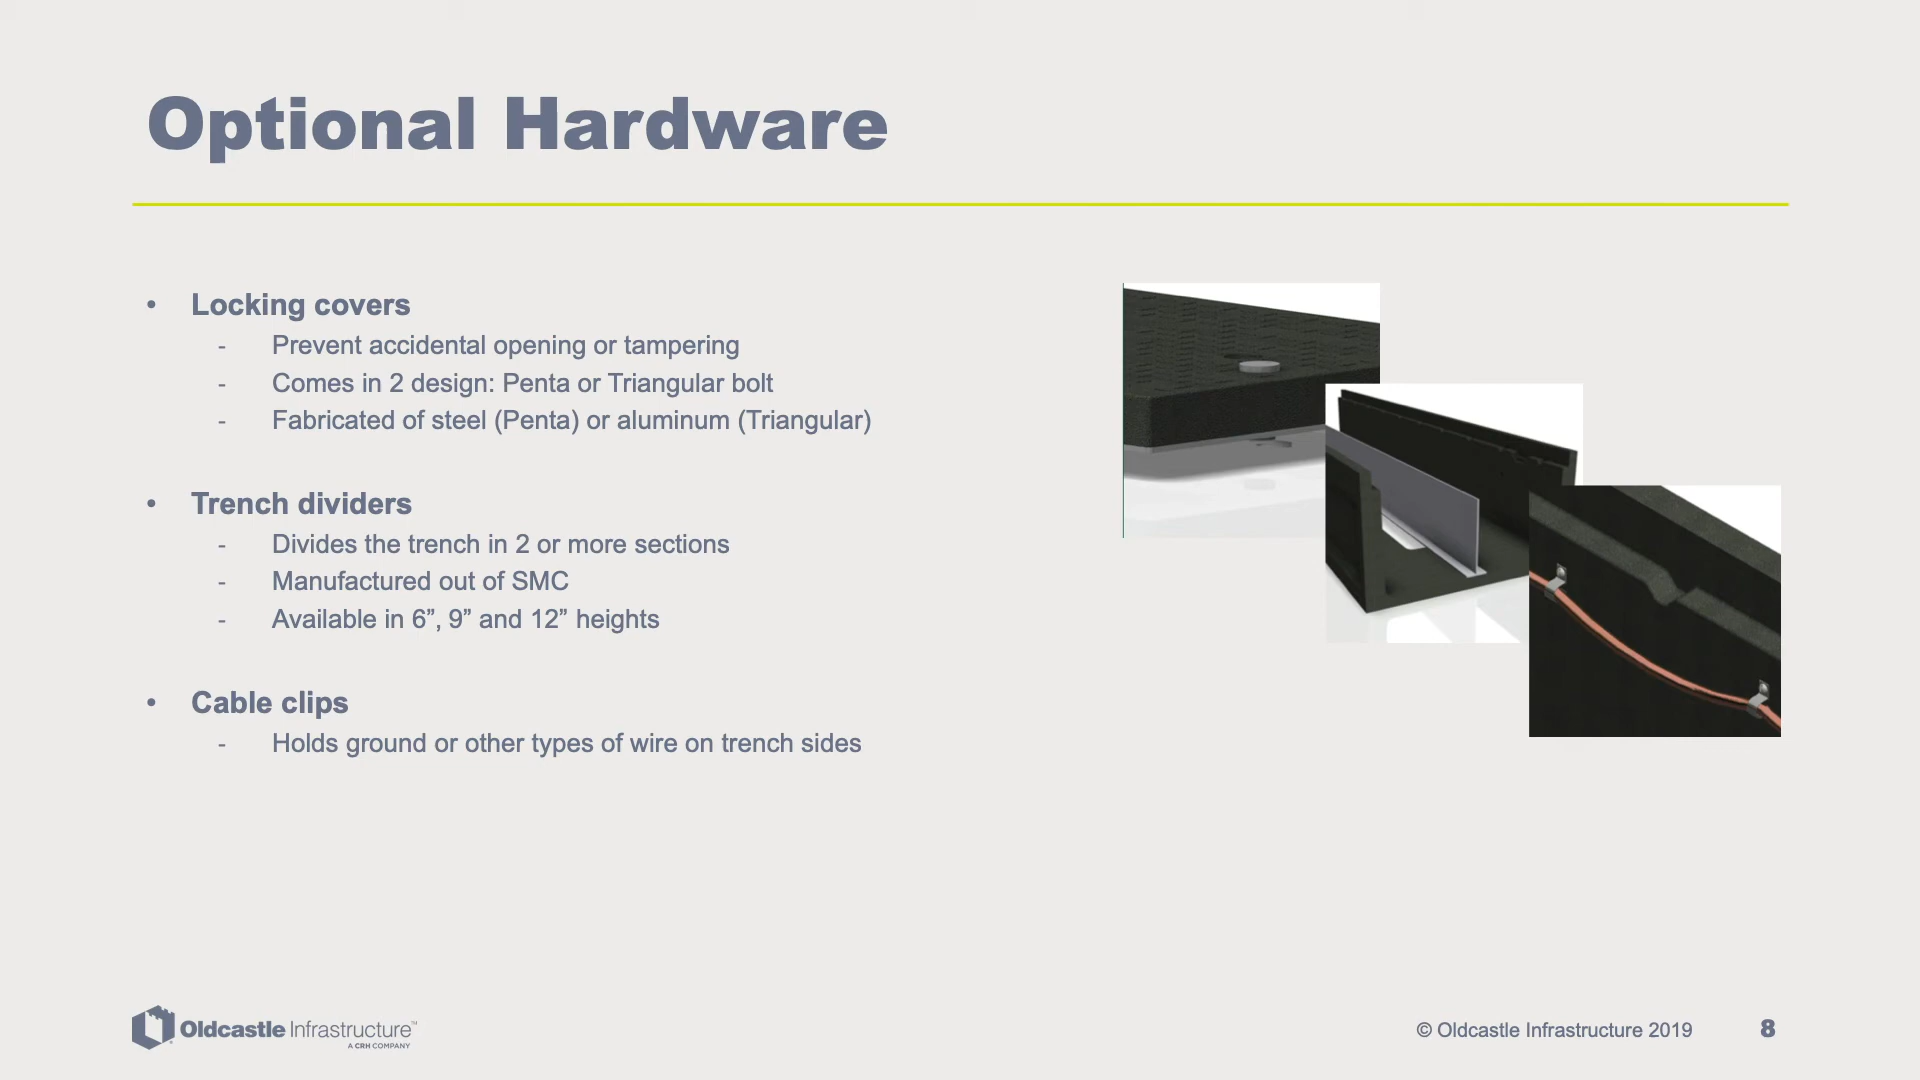 Optional Hardware
• Locking covers
- Prevent accidental opening or tampering
- Comes in 2 design: Penta or Triangular bolt
- Fabricated of steel (Penta) or aluminum (Triangular)
• Trench dividers
- Divides the trench in 2 or more sections
- Manufactured out of SMC
- Available in 6”, 9” and 12” heights
• Cable clips
- Holds ground or other types of wire on trench sides
Oldcastle Infrastructure™
A CRH COMPANY
© Oldcastle Infrastructure 2019 8